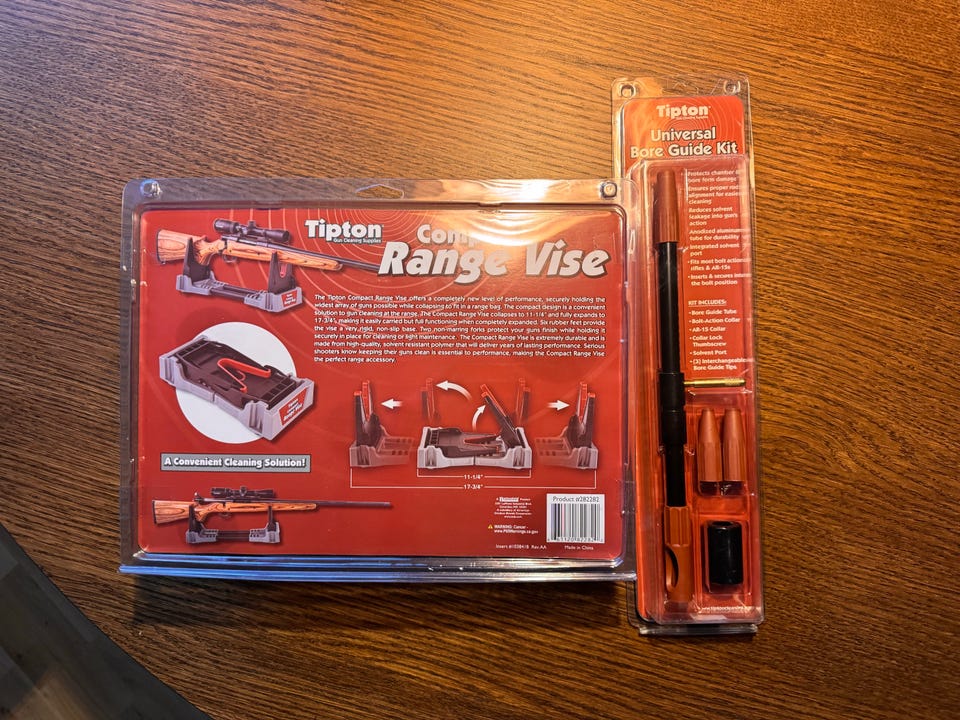 Tipton
Gun Cleaning Supplies
Range Vise
The Tipton Compact Range Vise offers a completely new level of performance, securely holding the
widest array of guns possible while collapsing to fit in a range bag. The compact design is a convenient
solution to gun cleaning at the range. The Compact Range Vise collapses to 11-1/4" and fully expands to
17-3/4", making it easily carried but full functioning when completely expanded. Six rubber feet provide
the vise a very rigid, non-slip base. Two non-marring forks protect your guns finish while holding it
securely in place for cleaning or light maintenance. The Compact Range Vise is extremely durable and is
made from high-quality, solvent resistant polymer that will deliver years of lasting performance. Serious
shooters know keeping their guns clean is essential to performance, making the Compact Range Vise
the perfect range accessory.
Tipton
Range Vise
A Convenient Cleaning Solution!
11-1/4"
17-3/4"
Product #282282
WARNING: Cancer -
www.P65Warnings.ca.gov
Insert #1038418 Rev AA
Made in China
Tipton
Gun Cleaning Supplies
Universal
Bore Guide Kit
Protects chamber &
bore form damage
Ensures proper rod
alignment for easier
cleaning
Reduces solvent
leakage into gun's
action
Anodized aluminum
tube for durability
Integrated solvent
port
Fits most bolt action
rifles & AR-15s
Inserts & secures into
the bolt position
KIT INCLUDES:
- Bore Guide Tube
- Bolt-Action Collar
- AR-15 Collar
- Collar Lock
Thumbscrew
- Solvent Port
- (3) Interchangeable
Bore Guide Tips